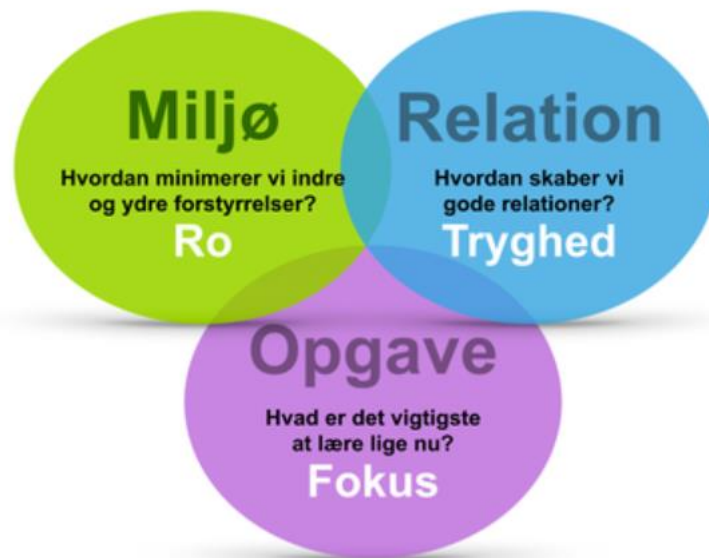 Miljø
Hvordan minimerer vi indre
og ydre forstyrrelser?
Ro
Relation
Hvordan skaber vi
gode relationer?
Tryghed
Opgave
Hvad er det vigtigste
at lære lige nu?
Fokus